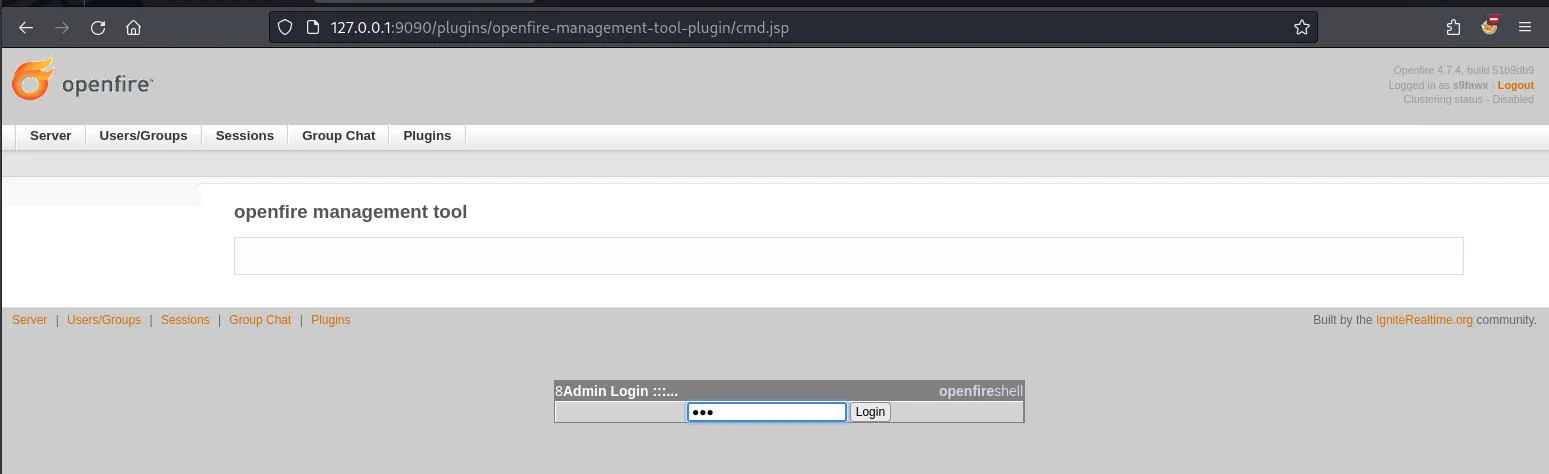 127.0.0.1:9090/plugins/openfire-management-tool-plugin/cmd.jsp
openfire™
Openfire 4.7.4, build 51b9db9
Logged in as s9fawx - Logout
Clustering status - Disabled
Server Users/Groups Sessions Group Chat Plugins
openfire management tool
Server | Users/Groups | Sessions | Group Chat | Plugins
Built by the IgniteRealtime.org community.
8Admin Login :::... openfireshell
••• Login